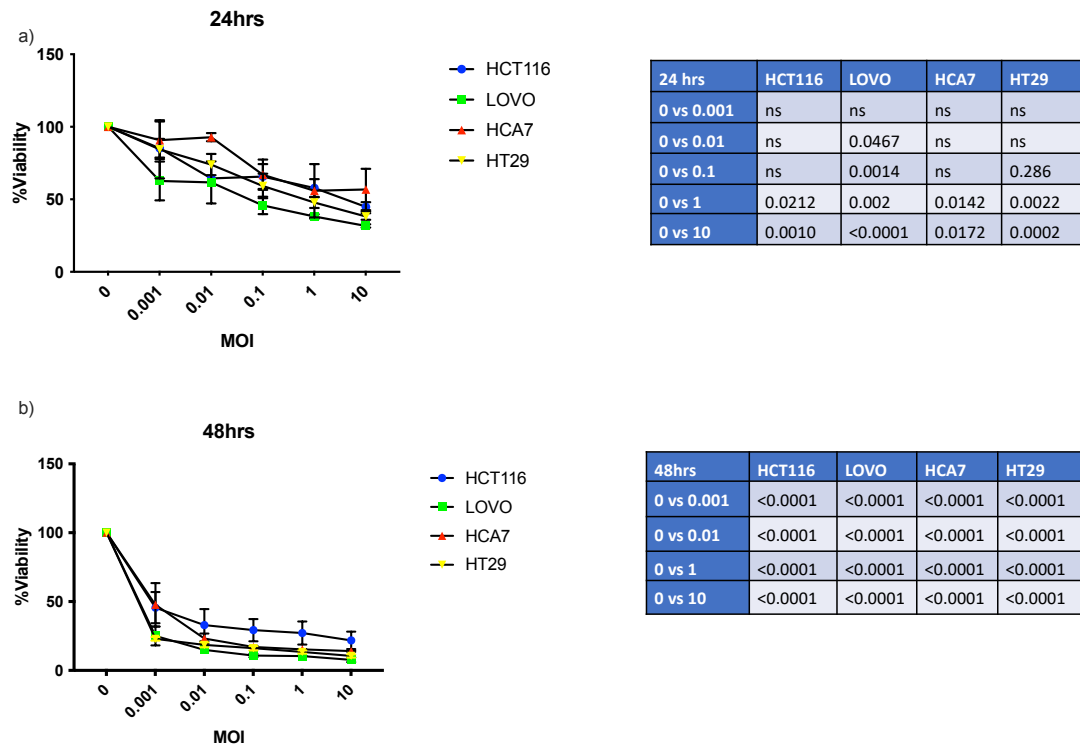 a)
24hrs
150
100
50
0
%Viability
0
0.001
0.01
0.1
1
10
MOI
HCT116
LOVO
HCA7
HT29
24 hrs HCT116 LOVO HCA7 HT29
0 vs 0.001 ns ns ns ns
0 vs 0.01 ns 0.0467 ns ns
0 vs 0.1 ns 0.0014 ns 0.286
0 vs 1 0.0212 0.002 0.0142 0.0022
0 vs 10 0.0010 <0.0001 0.0172 0.0002
b)
48hrs
150
100
50
0
%Viability
0
0.001
0.01
0.1
1
10
MOI
HCT116
LOVO
HCA7
HT29
48hrs HCT116 LOVO HCA7 HT29
0 vs 0.001 <0.0001 <0.0001 <0.0001 <0.0001
0 vs 0.01 <0.0001 <0.0001 <0.0001 <0.0001
0 vs 1 <0.0001 <0.0001 <0.0001 <0.0001
0 vs 10 <0.0001 <0.0001 <0.0001 <0.0001